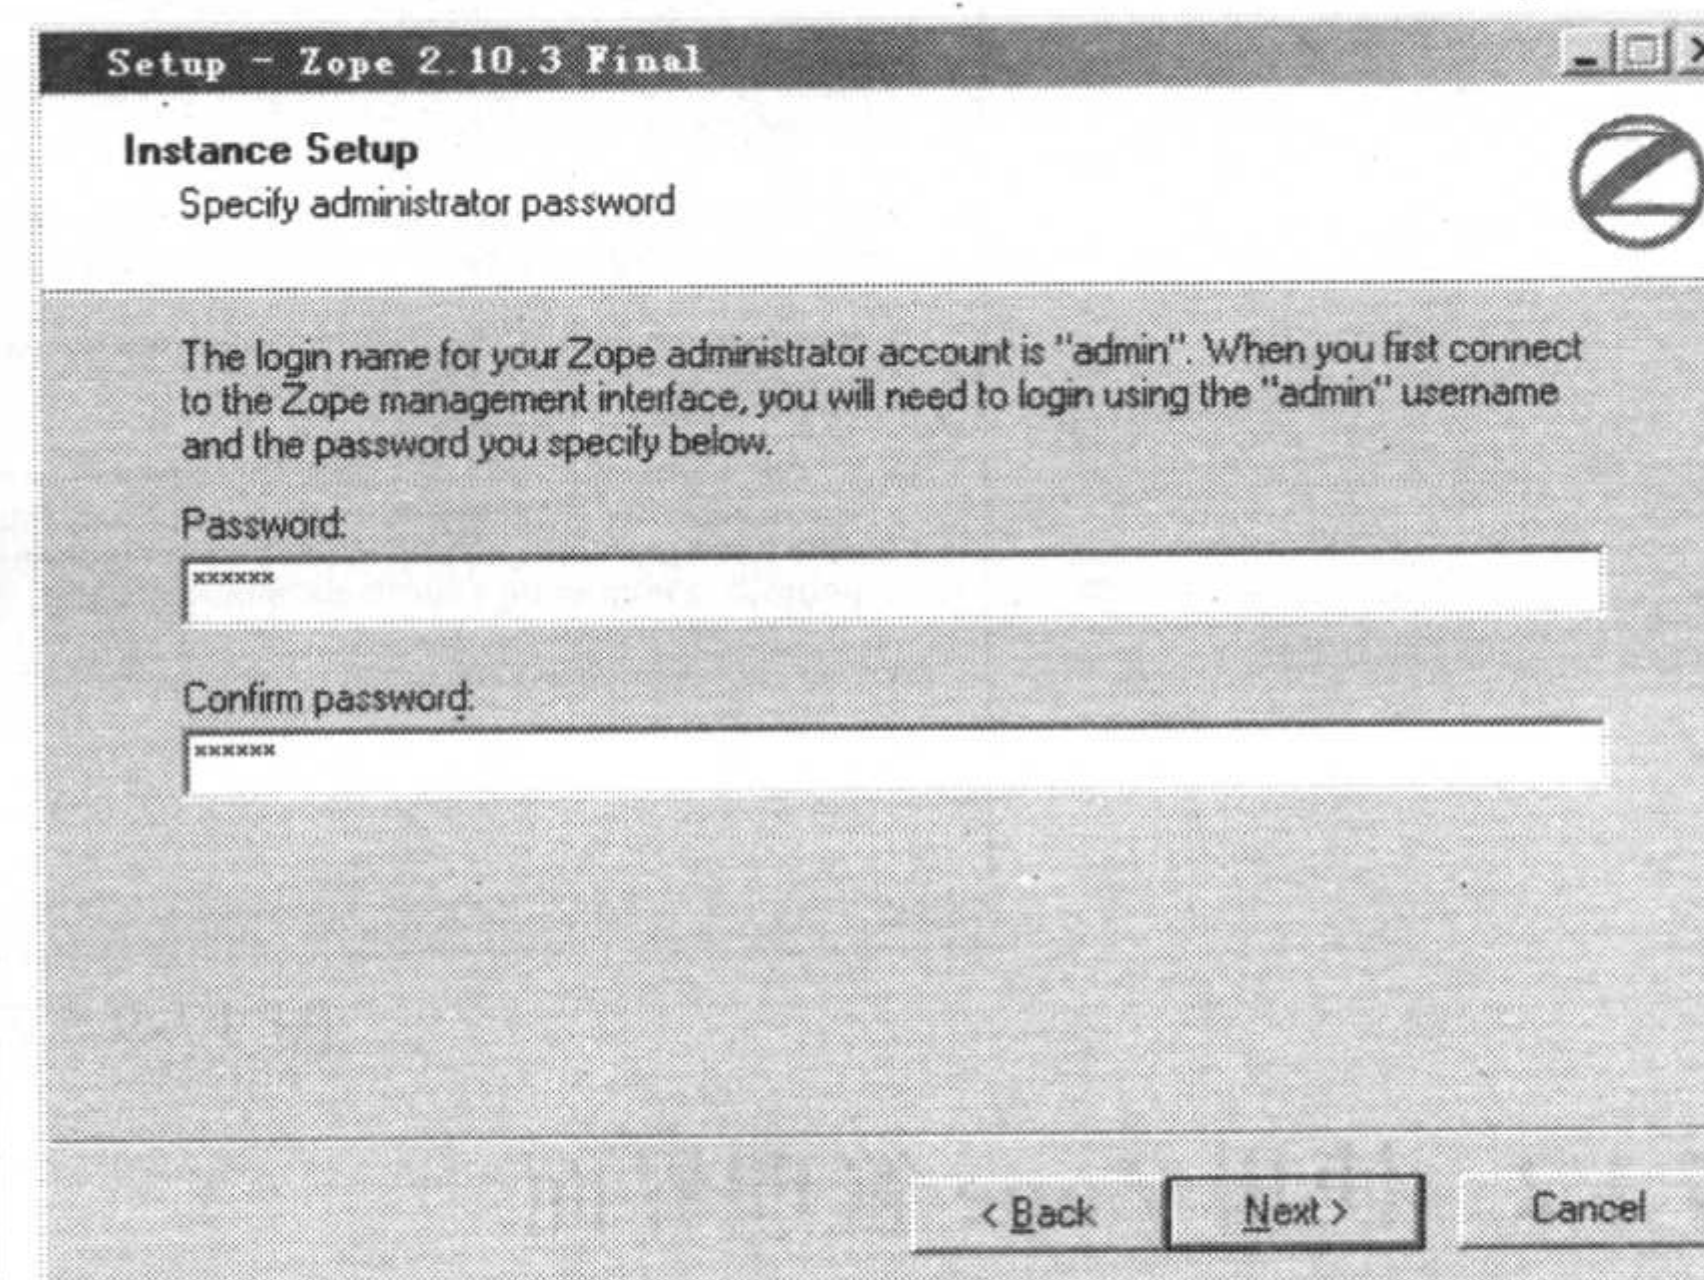 Setup - Zope 2.10.3 Final
Instance Setup
Specify administrator password
The login name for your Zope administrator account is "admin". When you first connect
to the Zope management interface, you will need to login using the "admin" username
and the password you specify below.
Password:
××××××
Confirm password:
××××××
< Back
Next >
Cancel